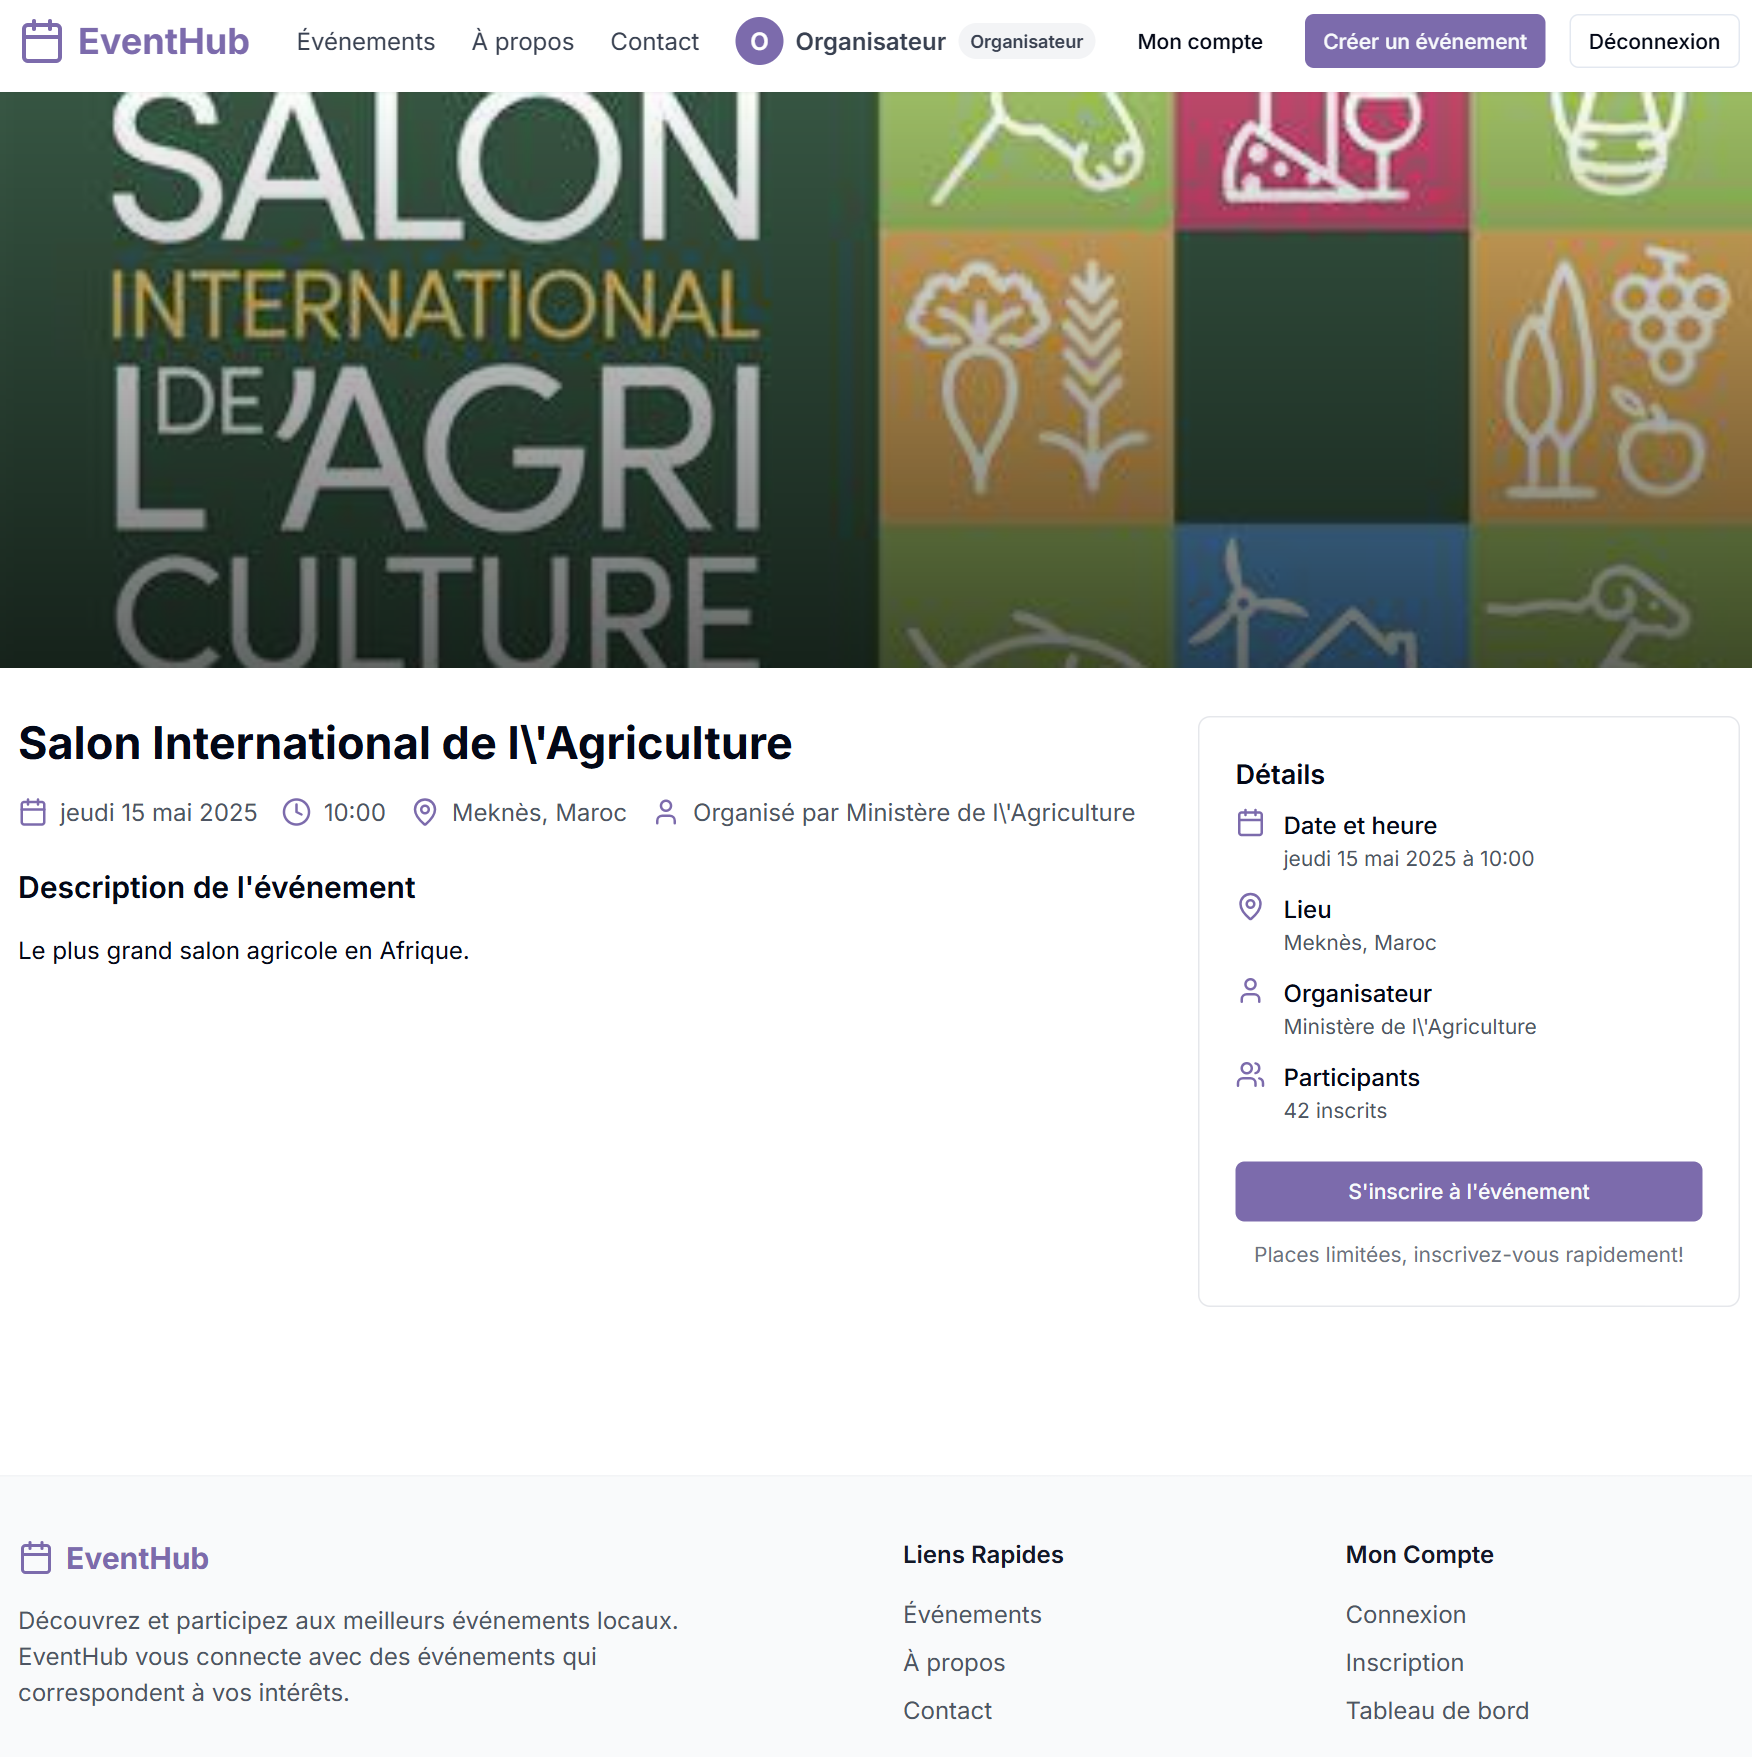 EventHub
Événements
À propos
Contact
O
Organisateur
Organisateur
Mon compte
Créer un événement
Déconnexion
SALON
INTERNATIONAL
DE L'AGRI
CULTURE
Salon International de l\'Agriculture
jeudi 15 mai 2025
10:00
Meknès, Maroc
Organisé par Ministère de l\'Agriculture
Description de l'événement
Le plus grand salon agricole en Afrique.
Détails
Date et heure
jeudi 15 mai 2025 à 10:00
Lieu
Meknès, Maroc
Organisateur
Ministère de l\'Agriculture
Participants
42 inscrits
S'inscrire à l'événement
Places limitées, inscrivez-vous rapidement!
EventHub
Découvrez et participez aux meilleurs événements locaux.
EventHub vous connecte avec des événements qui
correspondent à vos intérêts.
Liens Rapides
Événements
À propos
Contact
Mon Compte
Connexion
Inscription
Tableau de bord